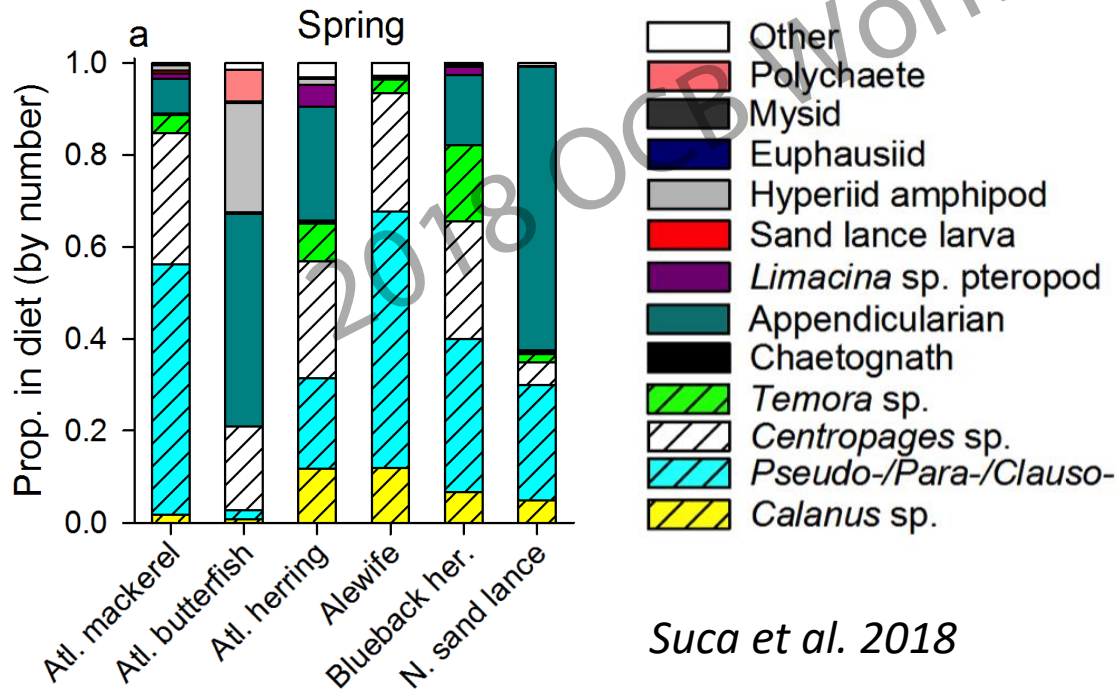 a
Spring
Prop. in diet (by number)
1.0
0.8
0.6
0.4
0.2
0.0
Atl. mackerel
Atl. butterfish
Atl. herring
Alewife
Blueback her.
N. sand lance
Other
Polychaete
Mysid
Euphausiid
Hyperiid amphipod
Sand lance larva
Limacina sp. pteropod
Appendicularian
Chaetognath
Temora sp.
Centropages sp.
Pseudo-/Para-/Clauso-
Calanus sp.
Suca et al. 2018
2018 OCB